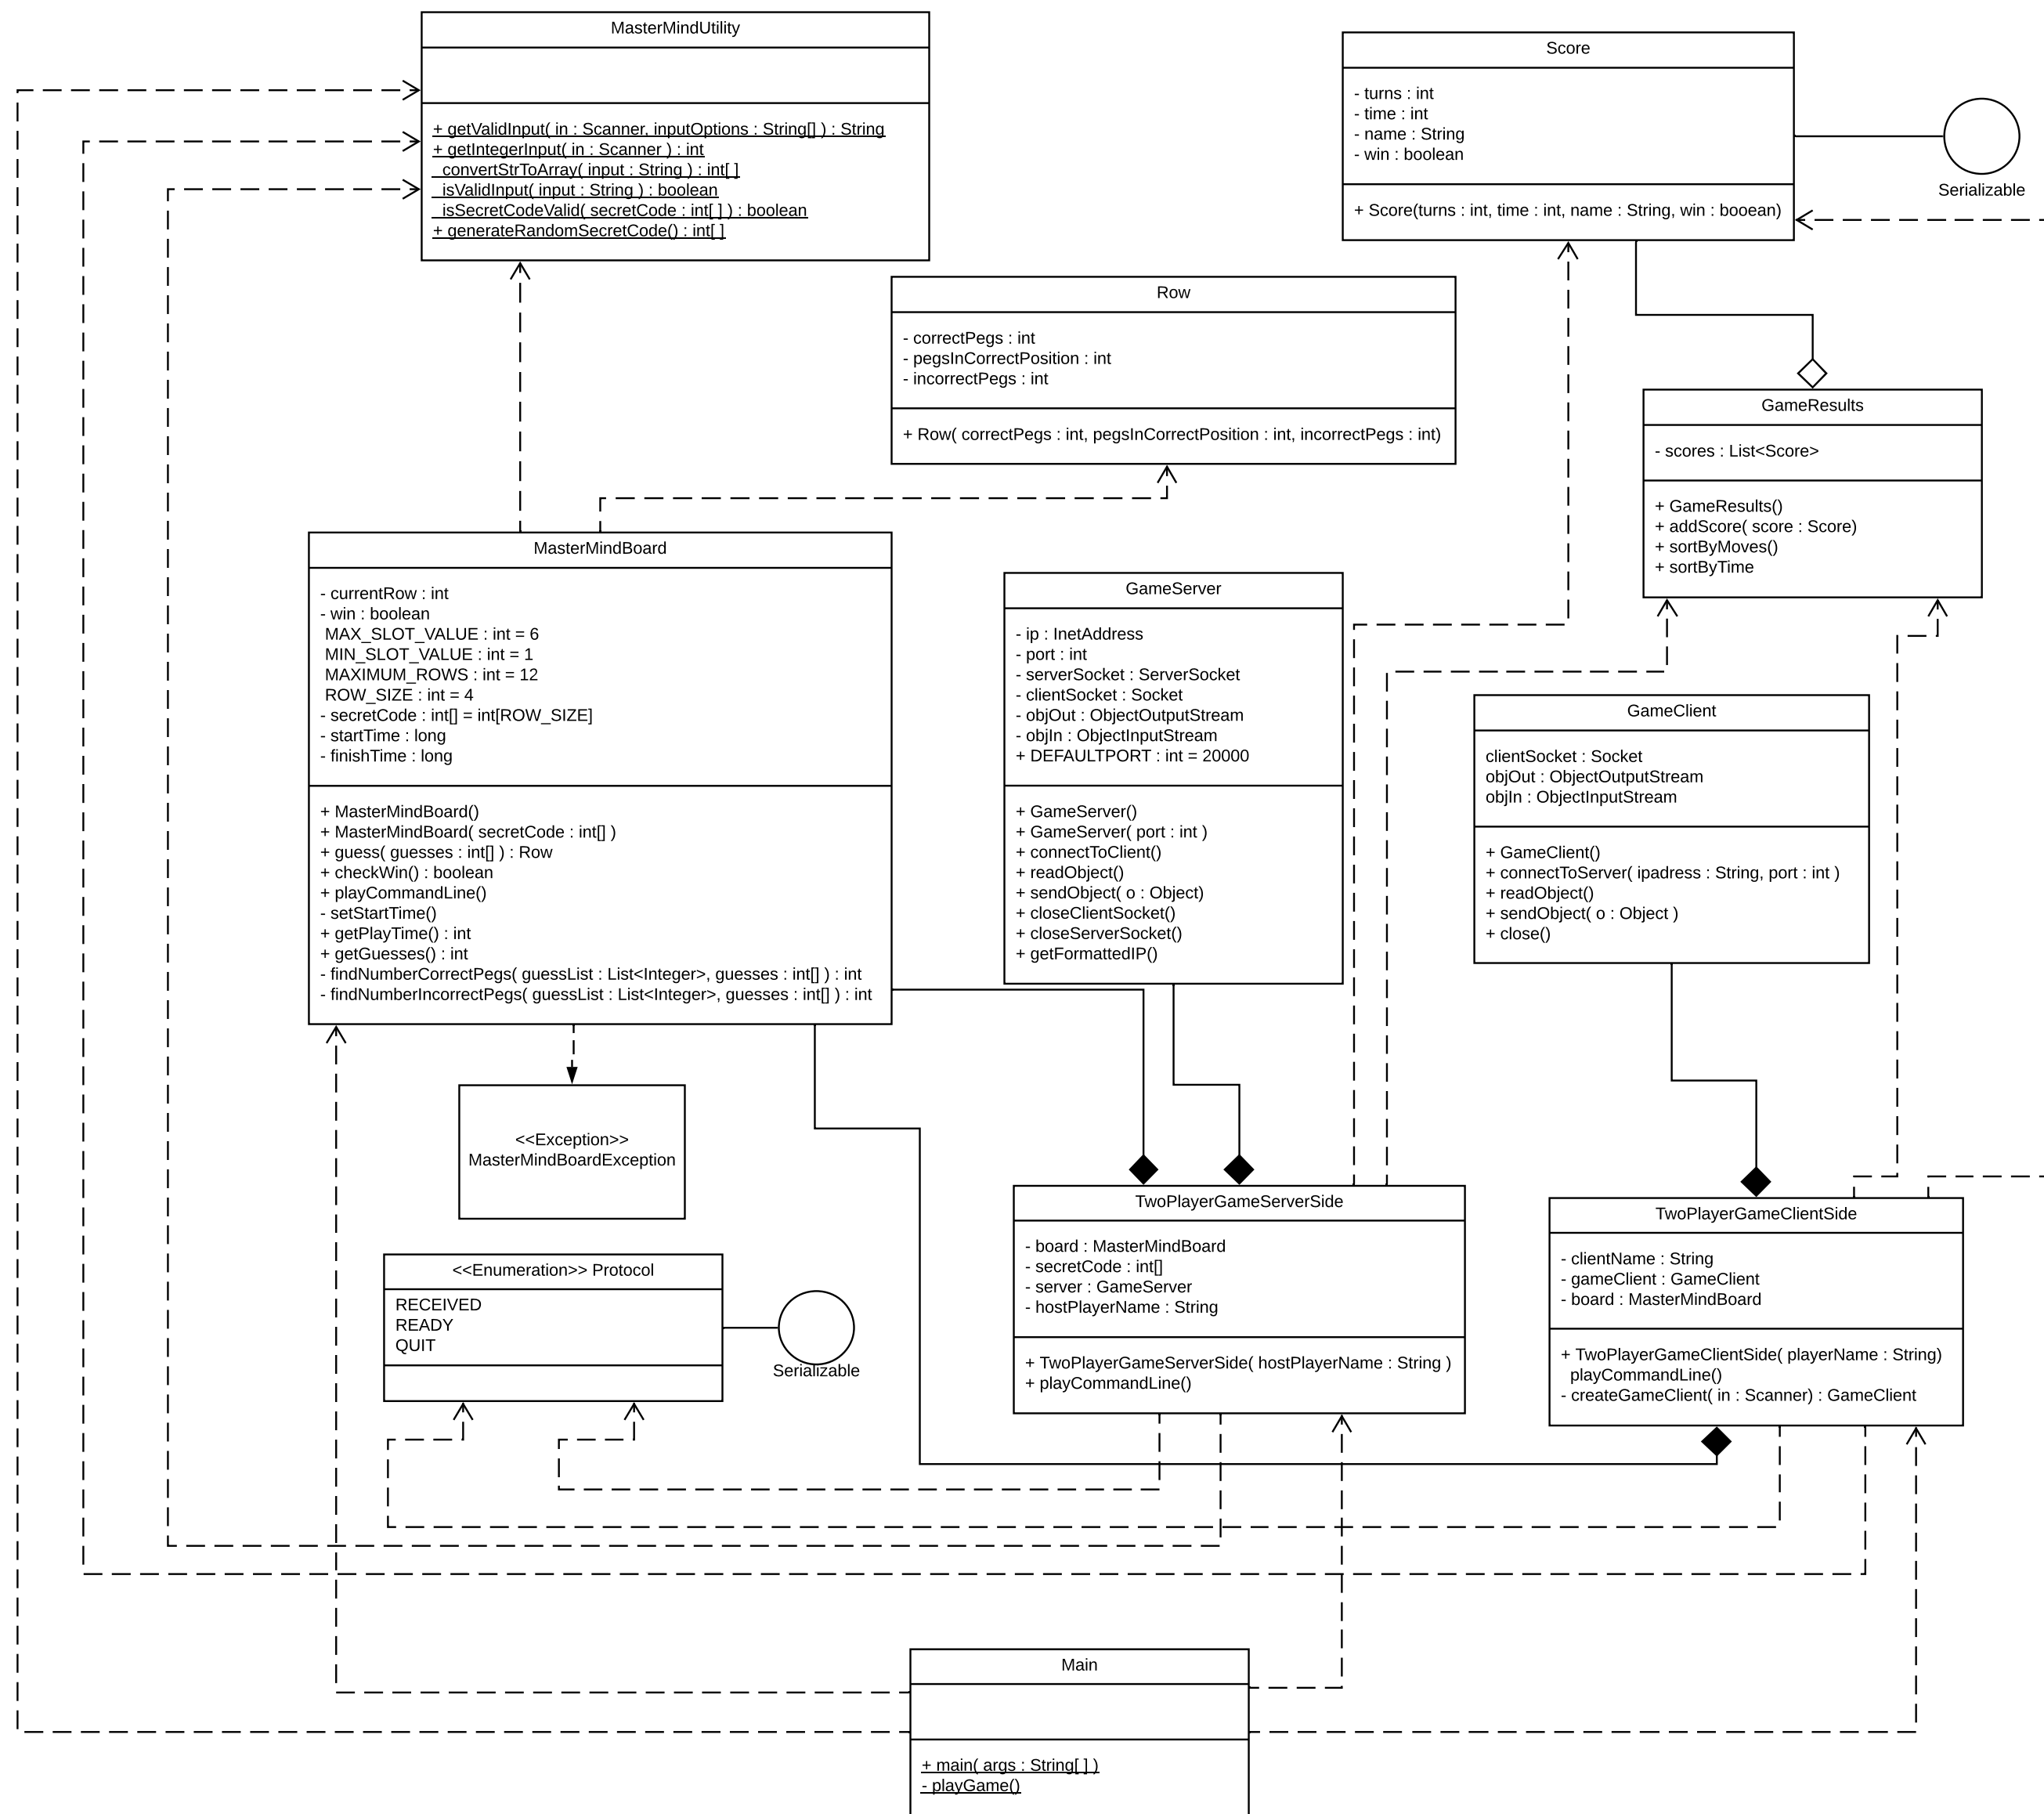 MasterMindUtility
+ getValidInput( in : Scanner, inputOptions : String[] ) : String
+ getIntegerInput( in : Scanner ) : int
convertStrToArray( input : String ) : int[ ]
isValidInput( input : String ) : boolean
isSecretCodeValid( secretCode : int[ ] ) : boolean
+ generateRandomSecretCode() : int[ ]
Score
- turns : int
- time : int
- name : String
- win : boolean
+ Score(turns : int, time : int, name : String, win : booean)
Serializable
Row
- correctPegs : int
- pegsInCorrectPosition : int
- incorrectPegs : int
+ Row( correctPegs : int, pegsInCorrectPosition : int, incorrectPegs : int)
GameResults
- scores : List<Score>
+ GameResults()
+ addScore( score : Score)
+ sortByMoves()
+ sortByTime
MasterMindBoard
- currentRow : int
- win : boolean
MAX_SLOT_VALUE : int = 6
MIN_SLOT_VALUE : int = 1
MAXIMUM_ROWS : int = 12
ROW_SIZE : int = 4
- secretCode : int[] = int[ROW_SIZE]
- startTime : long
- finishTime : long
+ MasterMindBoard()
+ MasterMindBoard( secretCode : int[] )
+ guess( guesses : int[] ) : Row
+ checkWin() : boolean
+ playCommandLine()
- setStartTime()
+ getPlayTime() : int
+ getGuesses() : int
- findNumberCorrectPegs( guessList : List<Integer>, guesses : int[] ) : int
- findNumberIncorrectPegs( guessList : List<Integer>, guesses : int[] ) : int
GameServer
- ip : InetAddress
- port : int
- serverSocket : ServerSocket
- clientSocket : Socket
- objOut : ObjectOutputStream
- objIn : ObjectInputStream
+ DEFAULTPORT : int = 20000
+ GameServer()
+ GameServer( port : int )
+ connectToClient()
+ readObject()
+ sendObject( o : Object)
+ closeClientSocket()
+ closeServerSocket()
+ getFormattedIP()
GameClient
clientSocket : Socket
objOut : ObjectOutputStream
objIn : ObjectInputStream
+ GameClient()
+ connectToServer( ipadress : String, port : int )
+ readObject()
+ sendObject( o : Object )
+ close()
<<Exception>>
MasterMindBoardException
<<Enumeration>> Protocol
RECEIVED
READY
QUIT
Serializable
TwoPlayerGameServerSide
- board : MasterMindBoard
- secretCode : int[]
- server : GameServer
- hostPlayerName : String
+ TwoPlayerGameServerSide( hostPlayerName : String )
+ playCommandLine()
TwoPlayerGameClientSide
- clientName : String
- gameClient : GameClient
- board : MasterMindBoard
+ TwoPlayerGameClientSide( playerName : String)
playCommandLine()
- createGameClient( in : Scanner) : GameClient
Main
+ main( args : String[ ] )
- playGame()